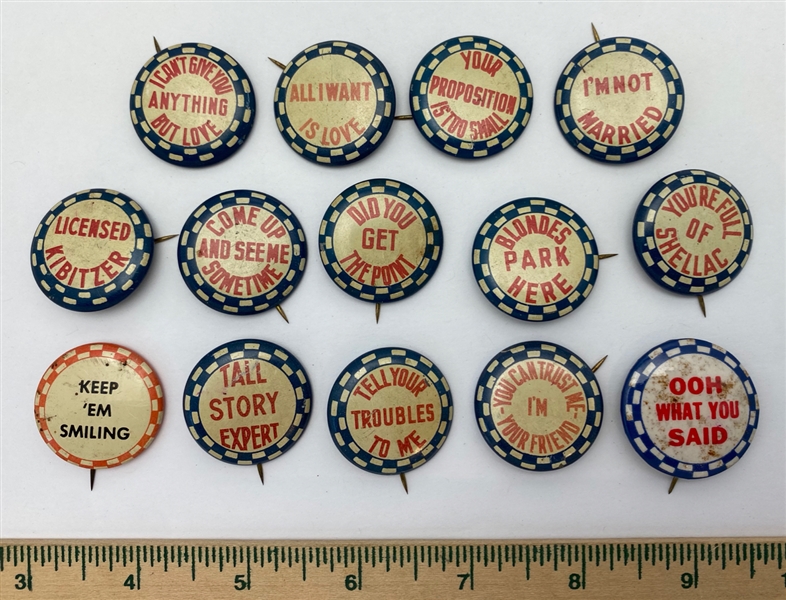 I CAN'T GIVE YOU
ANYTHING
BUT LOVE
ALL I WANT
IS LOVE
YOUR
PROPOSITION
IS TOO SMALL
I'M NOT
MARRIED
LICENSED
KIBITZER
COME UP
AND SEE ME
SOMETIME
DID YOU
GET
THE POINT
BLONDES
PARK
HERE
YOU'RE FULL
OF
SHELLAC
KEEP
'EM
SMILING
TALL
STORY
EXPERT
TELL YOUR
TROUBLES
TO ME
-YOU CAN TRUST ME-
I'M
YOUR FRIEND
OOH
WHAT YOU
SAID
3 4 5 6 7 8 9